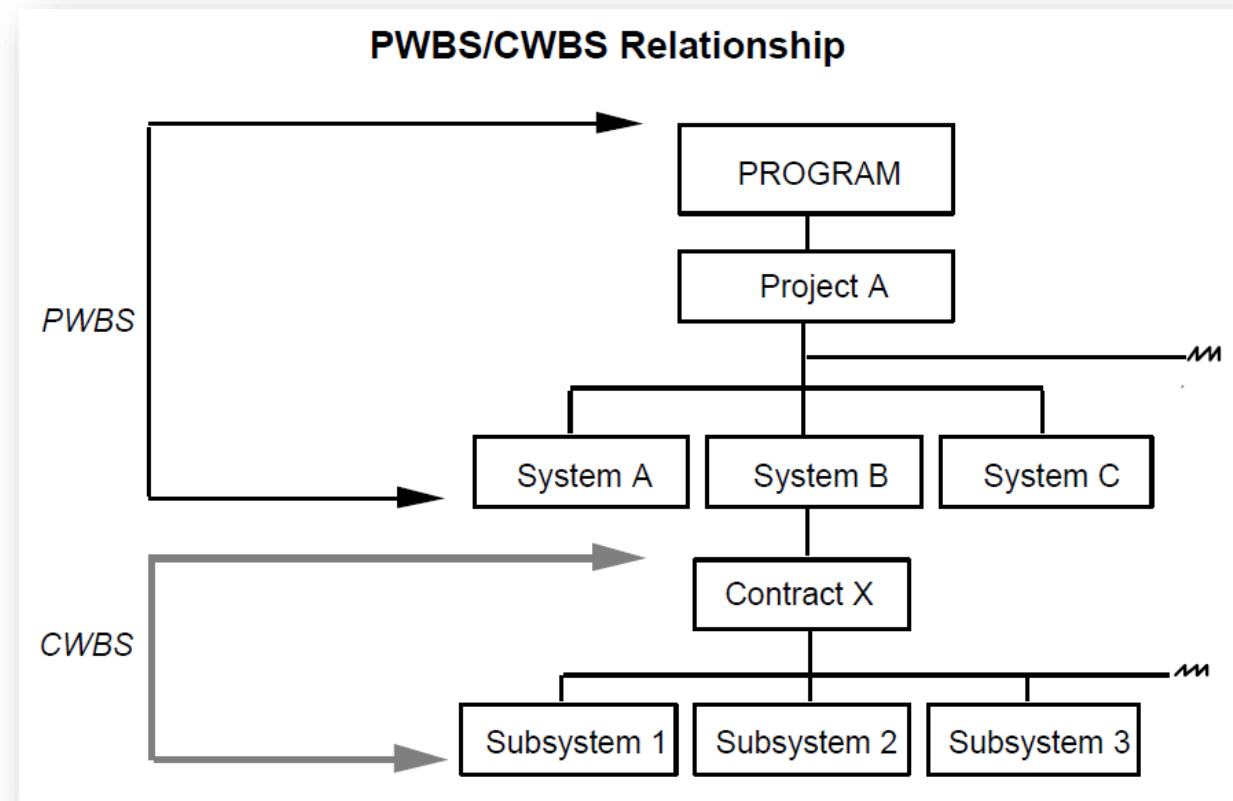 PWBS/CWBS Relationship
PROGRAM
Project A
PWBS
System A
System B
System C
Contract X
CWBS
Subsystem 1
Subsystem 2
Subsystem 3